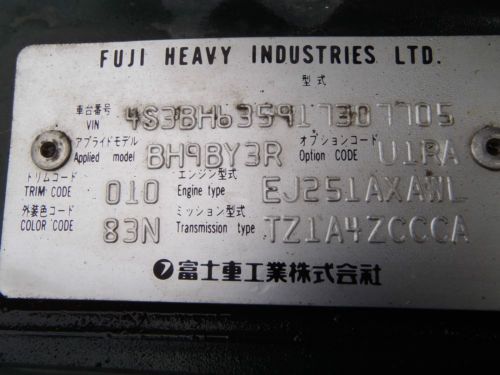 FUJI HEAVY INDUSTRIES LTD.
型式
車台番号 VIN 4S3BH635917307705
アプライドモデル Applied model BH9BY3R オプションコード Option CODE U1RA
トリムコード TRIM CODE 010 エンジン型式 Engine type EJ251AXAWL
外装色コード COLOR CODE 83N ミッション型式 Transmission type TZ1A4ZCCCA
富士重工業株式会社